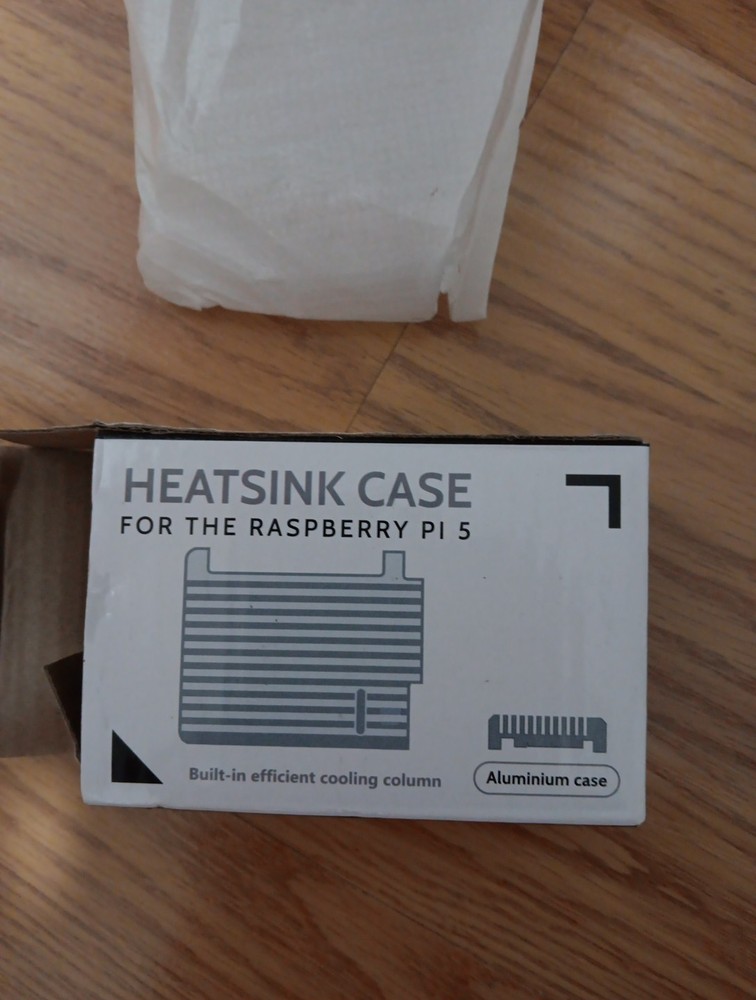 HEATSINK CASE
FOR THE RASPBERRY PI 5
Built-in efficient cooling column
Aluminium case